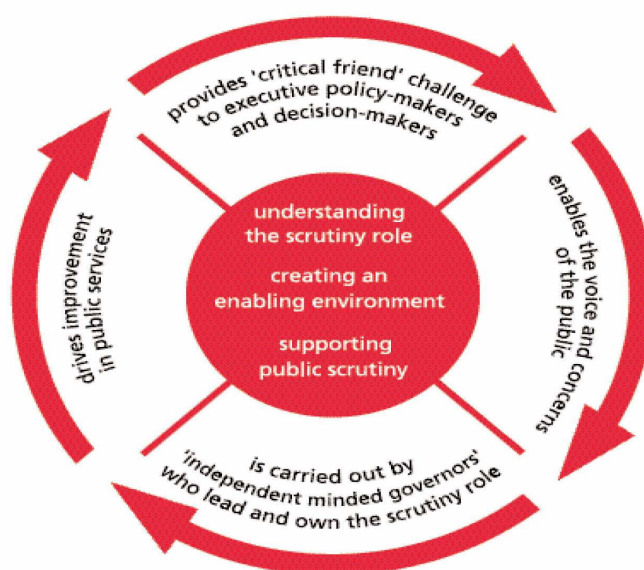 provides 'critical friend' challenge
to executive policy-makers
and decision-makers
enables the voice and concerns
of the public
is carried out by
'independent minded governors'
who lead and own the scrutiny role
drives improvement
in public services
understanding
the scrutiny role
creating an
enabling environment
supporting
public scrutiny